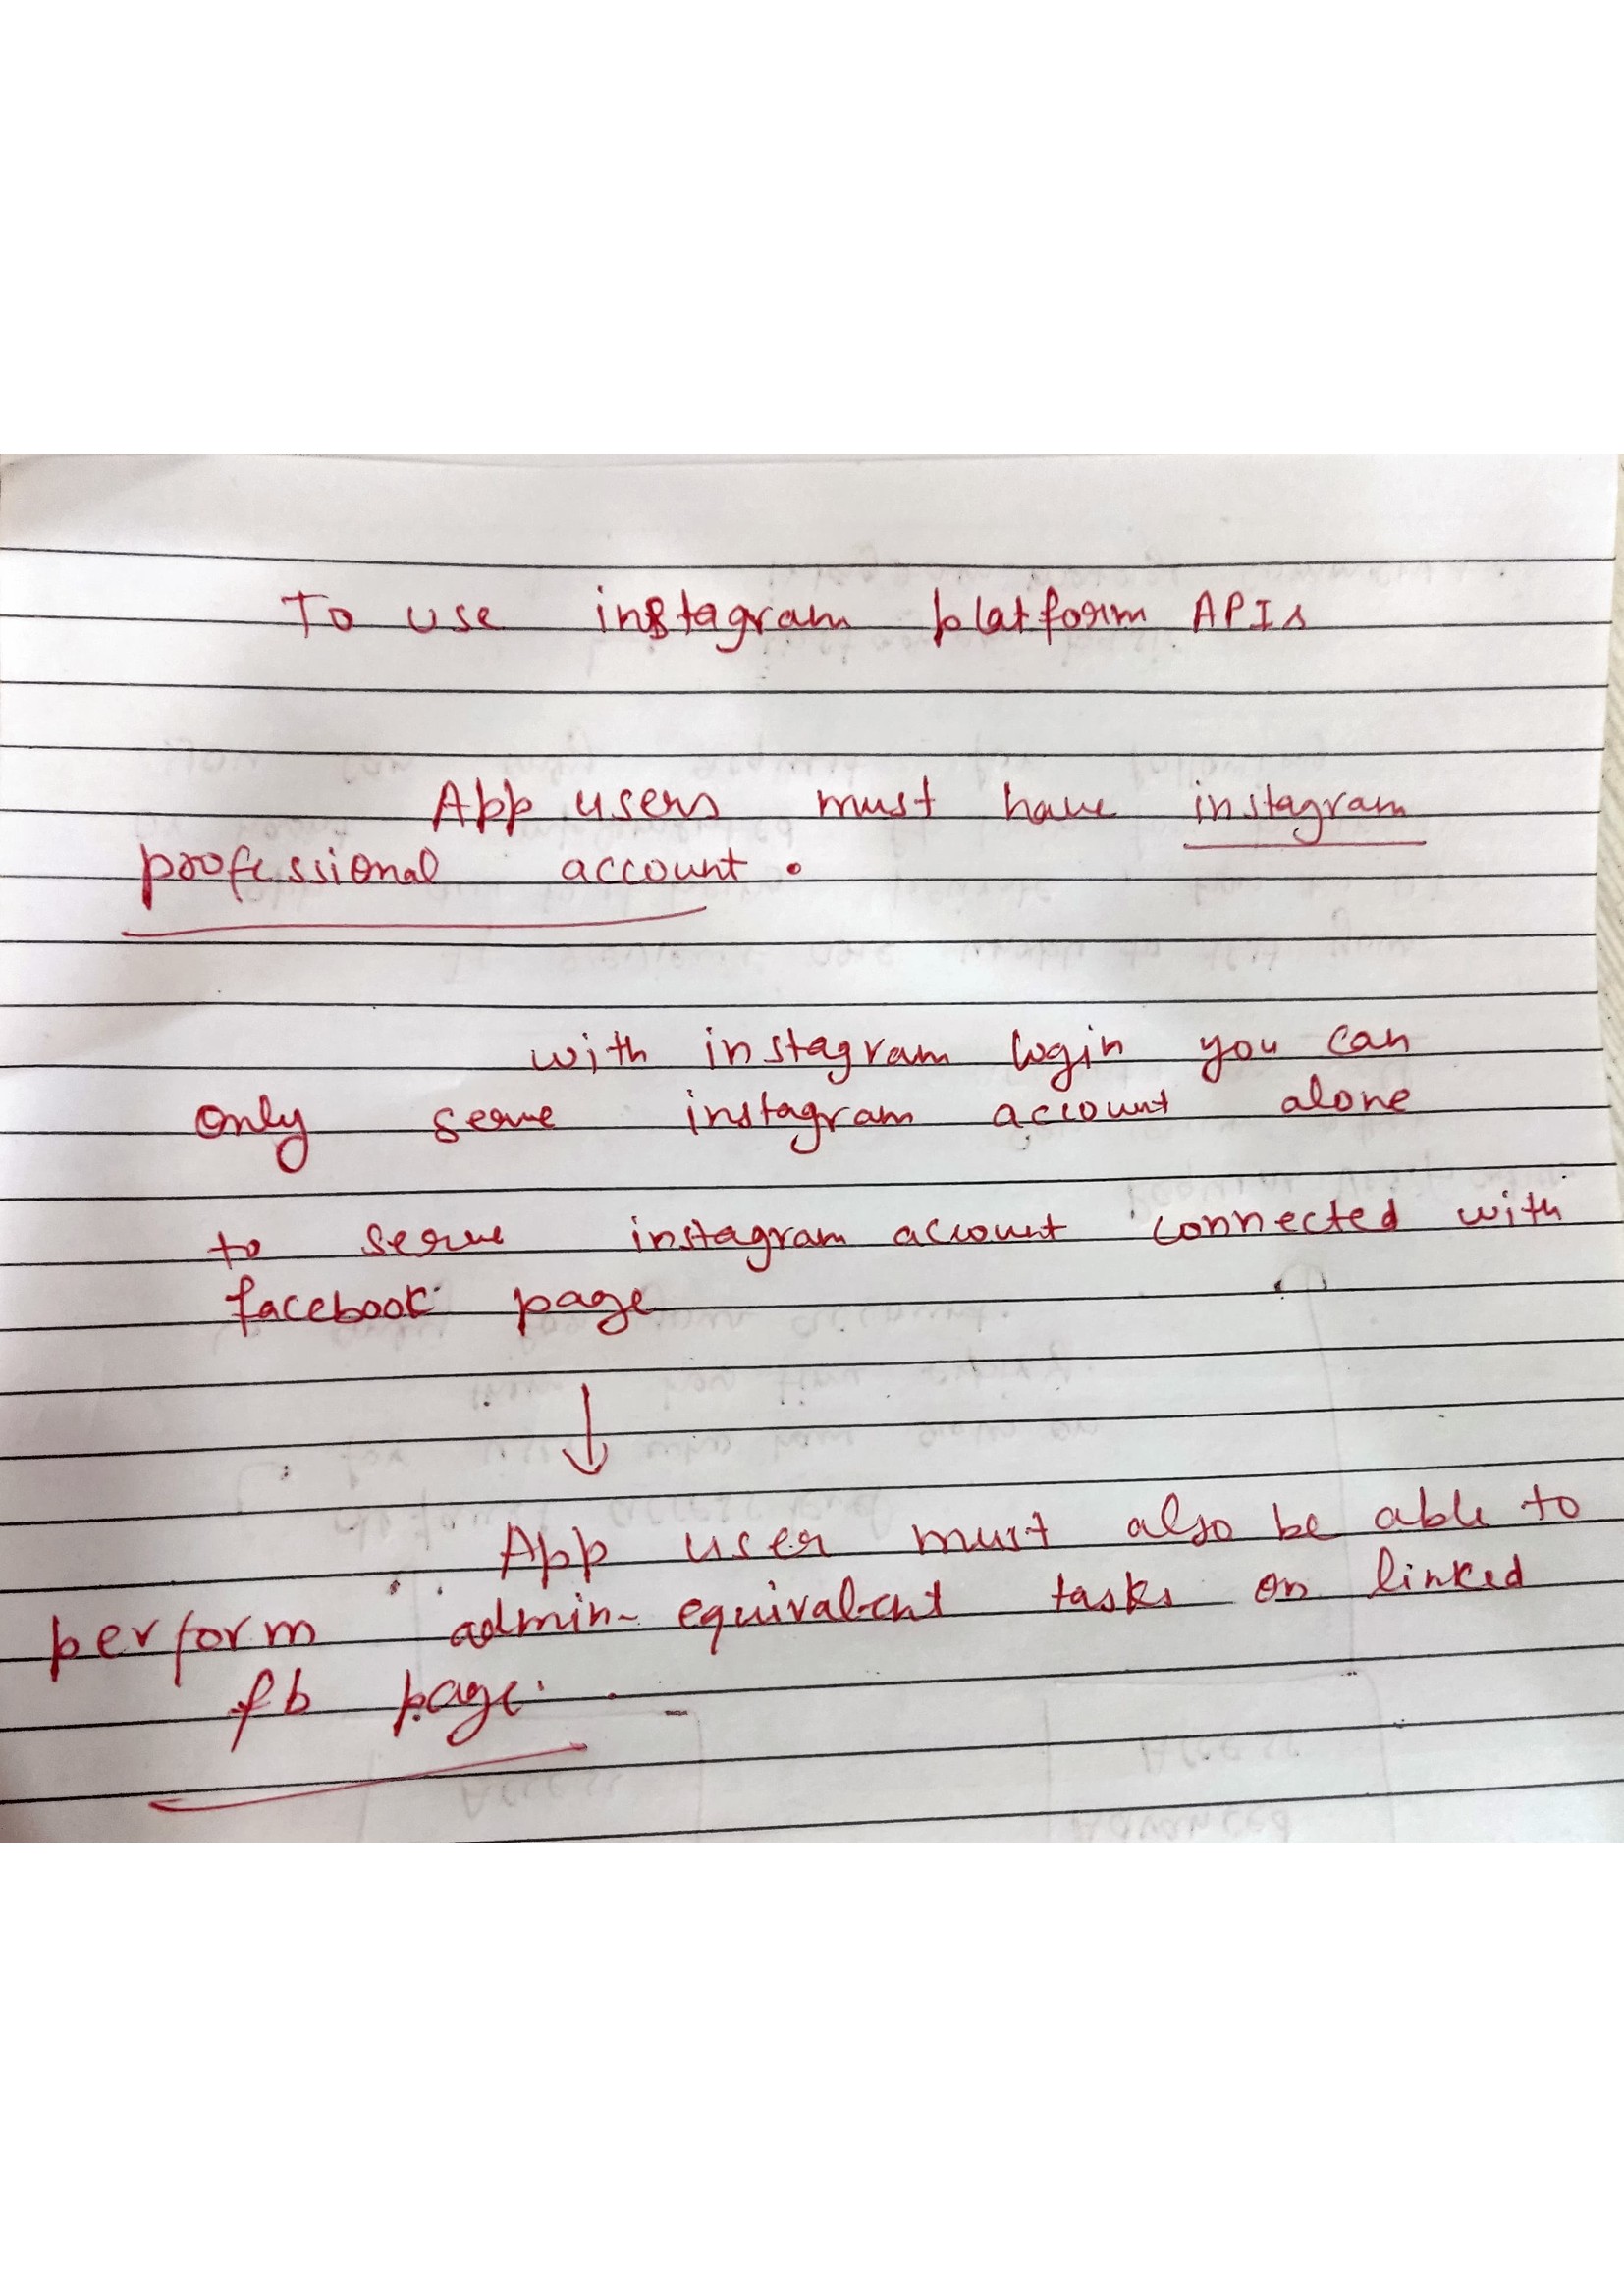 To use instagram platform APIs
App users must have instagram
professional account.
with instagram login you can
only serve instagram account alone
to serve instagram account connected with
facebook page
↓
App user must also be able to
perform admin-equivalent tasks on linked
fb page.